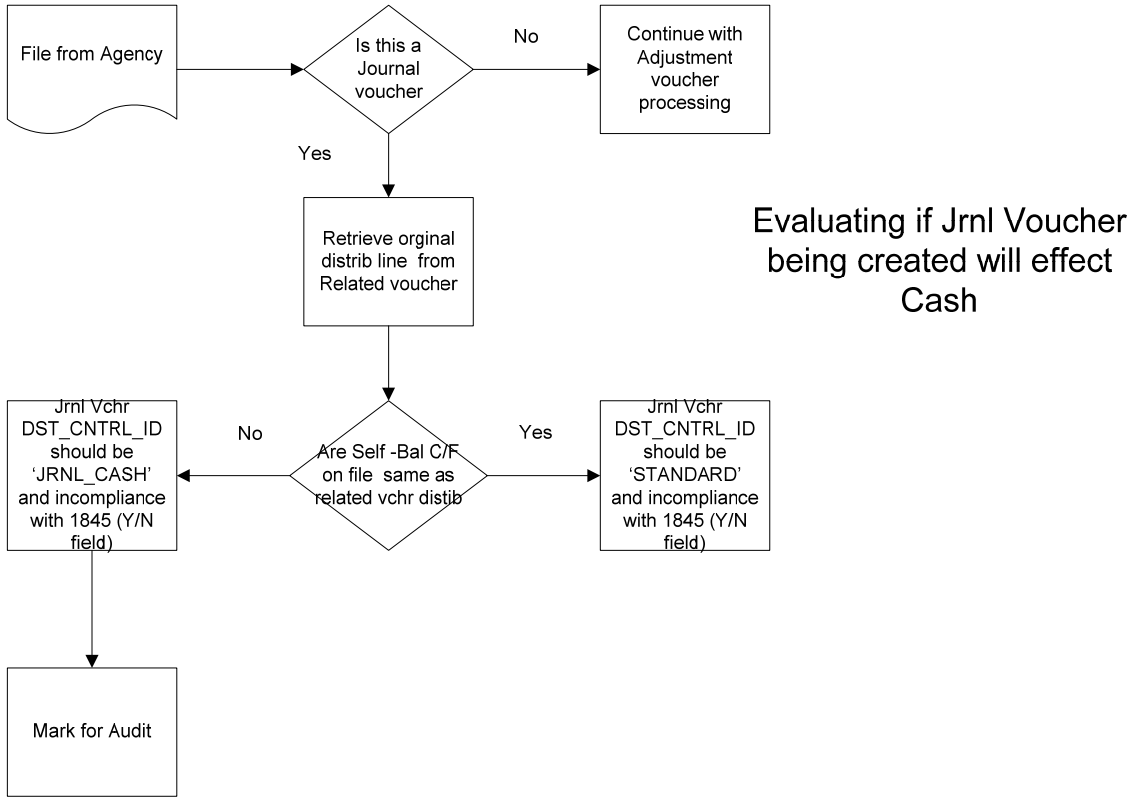 File from Agency
Is this a
Journal
voucher
No
Continue with
Adjustment
voucher
processing
Yes
Retrieve orginal
distrib line from
Related voucher
Evaluating if Jrnl Voucher
being created will effect
Cash
Jrnl Vchr
DST_CNTRL_ID
should be
‘JRNL_CASH’
and incompliance
with 1845 (Y/N
field)
No
Are Self -Bal C/F
on file same as
related vchr distib
Yes
Jrnl Vchr
DST_CNTRL_ID
should be
‘STANDARD’
and incompliance
with 1845 (Y/N
field)
Mark for Audit